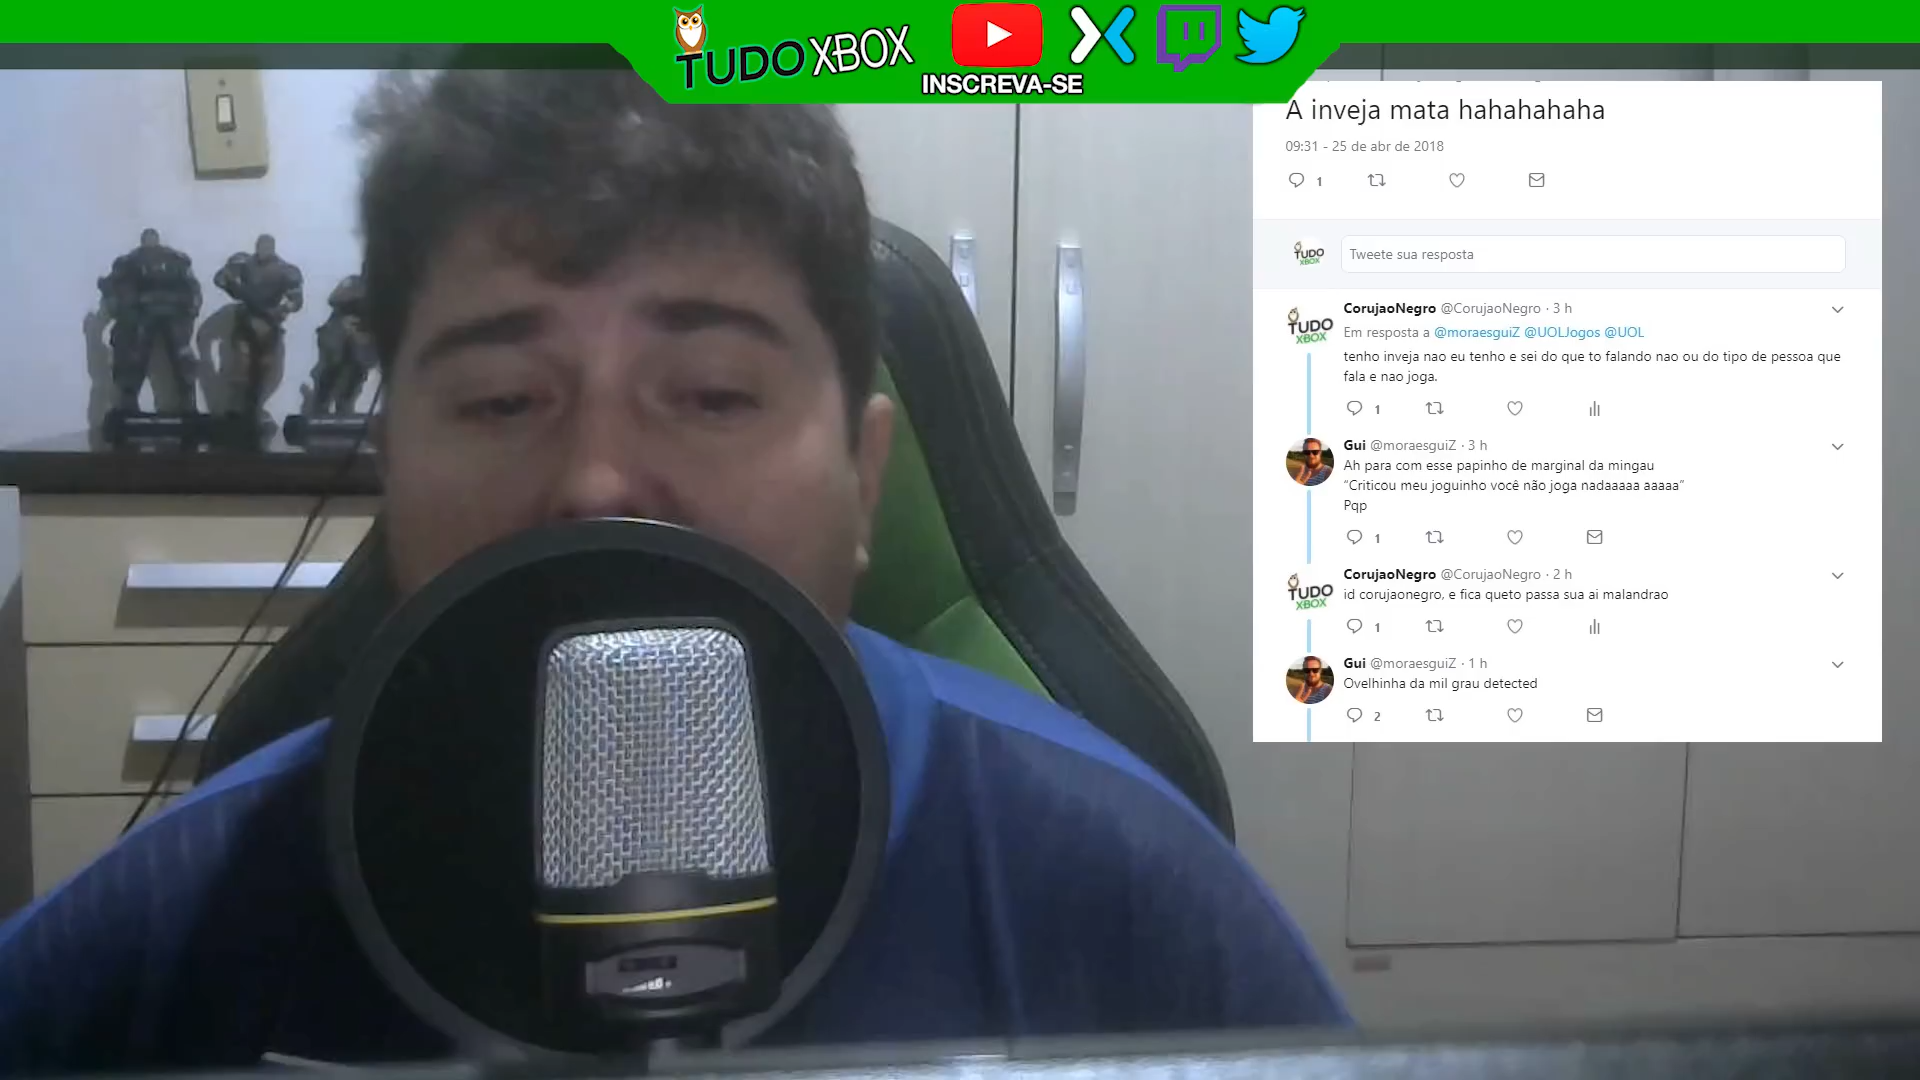 TUDO XBOX
INSCREVA-SE
A inveja mata hahahahaha
09:31 - 25 de abr de 2018
1
TUDO
XBOX
Tweete sua resposta
CorujaoNegro @CorujaoNegro · 3 h
TUDO
XBOX
Em resposta a @moraesguiZ @UOLJogos @UOL
tenho inveja nao eu tenho e sei do que to falando nao ou do tipo de pessoa que
fala e nao joga.
1
Gui @moraesguiZ · 3 h
Ah para com esse papinho de marginal da mingau
“Criticou meu joguinho você não joga nadaaaaa aaaaa”
Pqp
1
CorujaoNegro @CorujaoNegro · 2 h
TUDO
XBOX
id corujaonegro, e fica queto passa sua ai malandrao
1
Gui @moraesguiZ · 1 h
Ovelhinha da mil grau detected
2